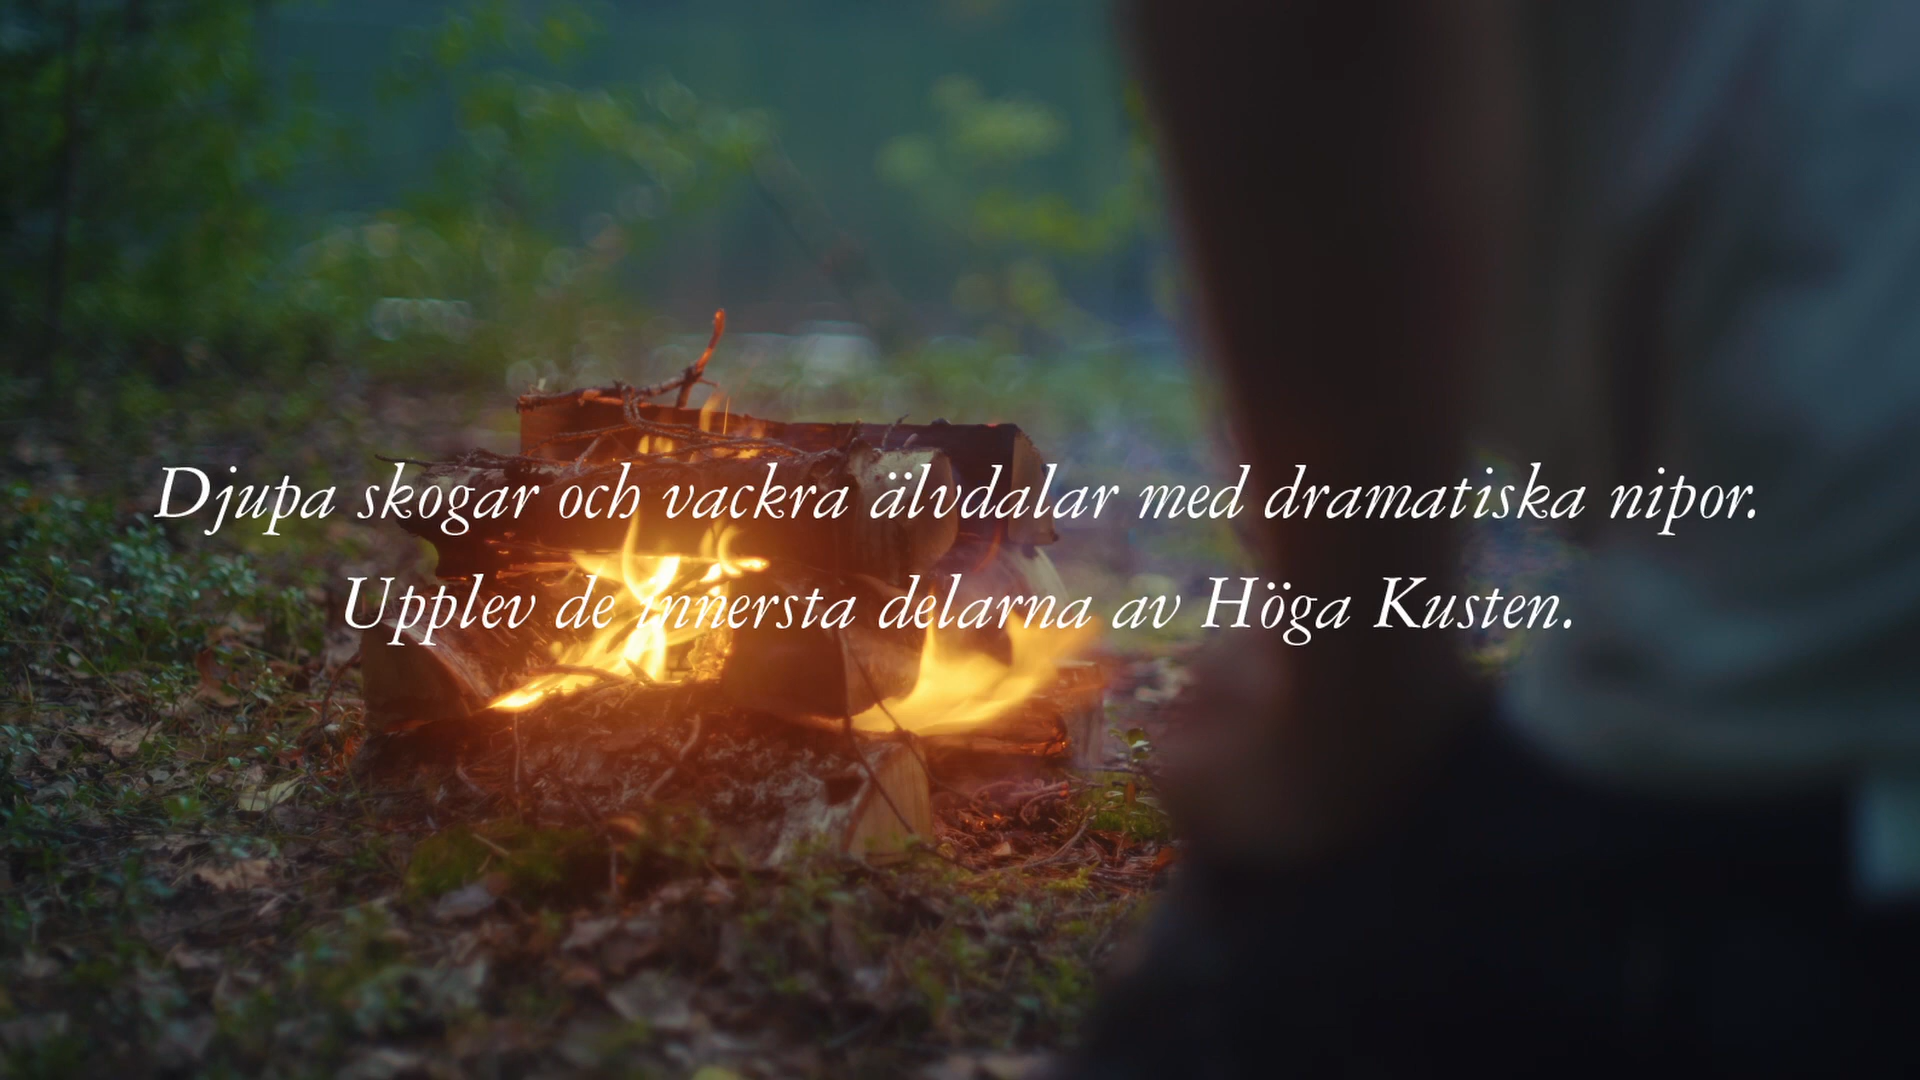 Djupa skogar och vackra älvdalar med dramatiska nipor.
Upplev de innersta delarna av Höga Kusten.